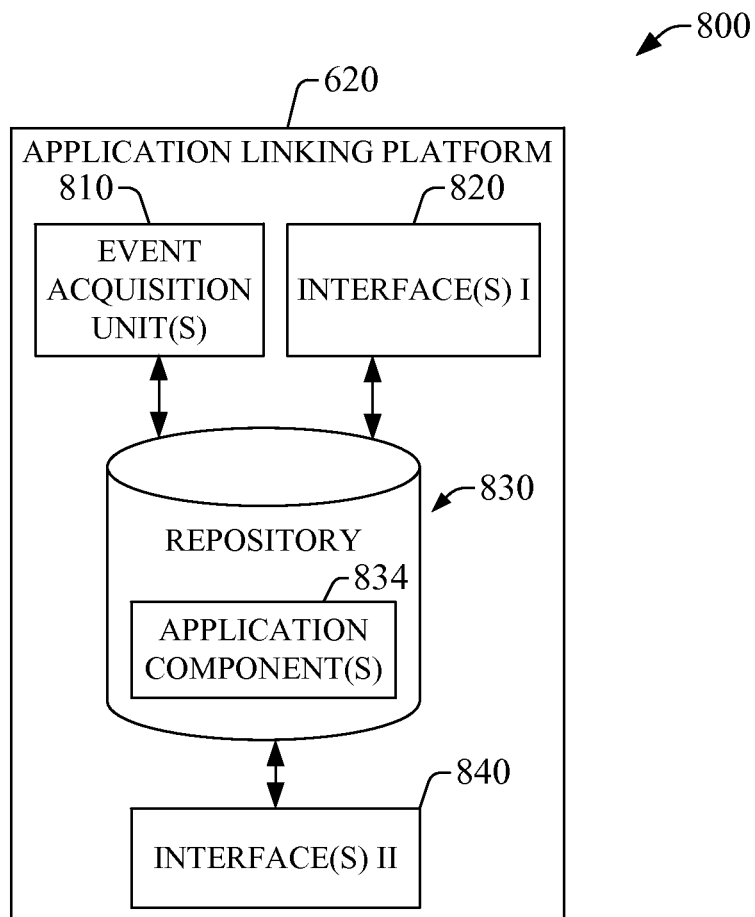 800
620
APPLICATION LINKING PLATFORM
810
820
EVENT
ACQUISITION
UNIT(S)
INTERFACE(S) I
830
REPOSITORY
834
APPLICATION
COMPONENT(S)
840
INTERFACE(S) II